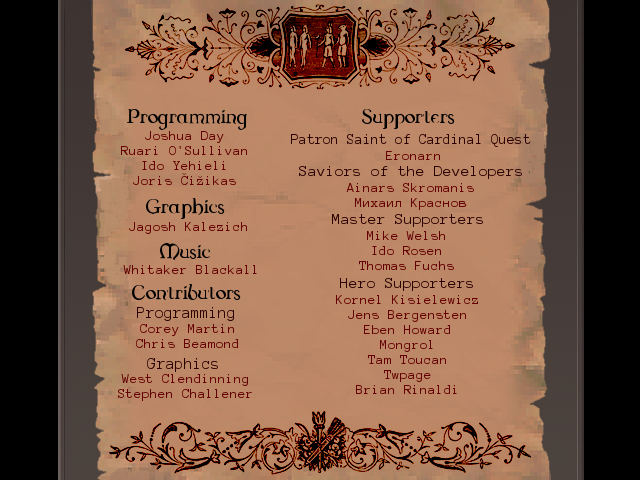 Programming
Joshua Day
Ruari O'Sullivan
Ido Yehieli
Joris Čižikas
Graphics
Jagosh Kalezich
Music
Whitaker Blackall
Contributors
Programming
Corey Martin
Chris Beamond
Graphics
West Clendinning
Stephen Challener
Supporters
Patron Saint of Cardinal Quest
Eronarn
Saviors of the Developers
Ainars Skromanis
Михаил Краснов
Master Supporters
Mike Welsh
Ido Rosen
Thomas Fuchs
Hero Supporters
Kornel Kisielewicz
Jens Bergensten
Eben Howard
Mongrol
Tam Toucan
Twpage
Brian Rinaldi